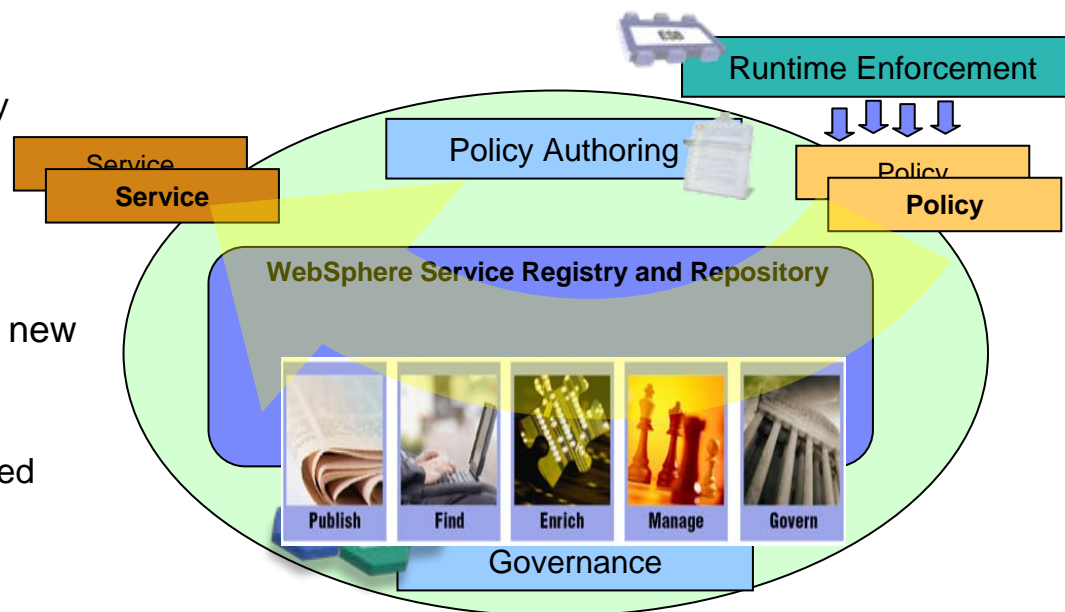 ESB
Runtime Enforcement
y
Policy Authoring
Service
Service
Policy
Policy
WebSphere Service Registry and Repository
new
ed
Publish Find Enrich Manage Govern
Governance